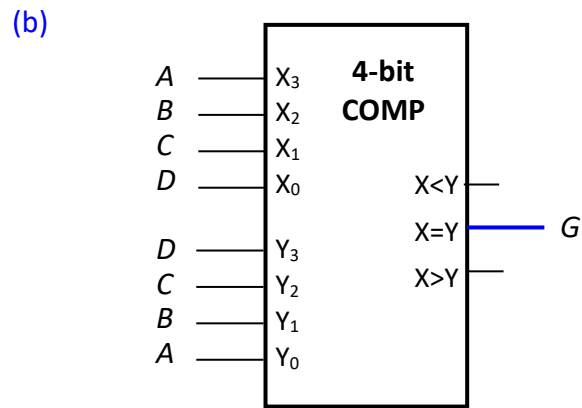 (b)
4-bit
COMP
A X₃
B X₂
C X₁
D X₀
X<Y
X=Y G
X>Y
D Y₃
C Y₂
B Y₁
A Y₀